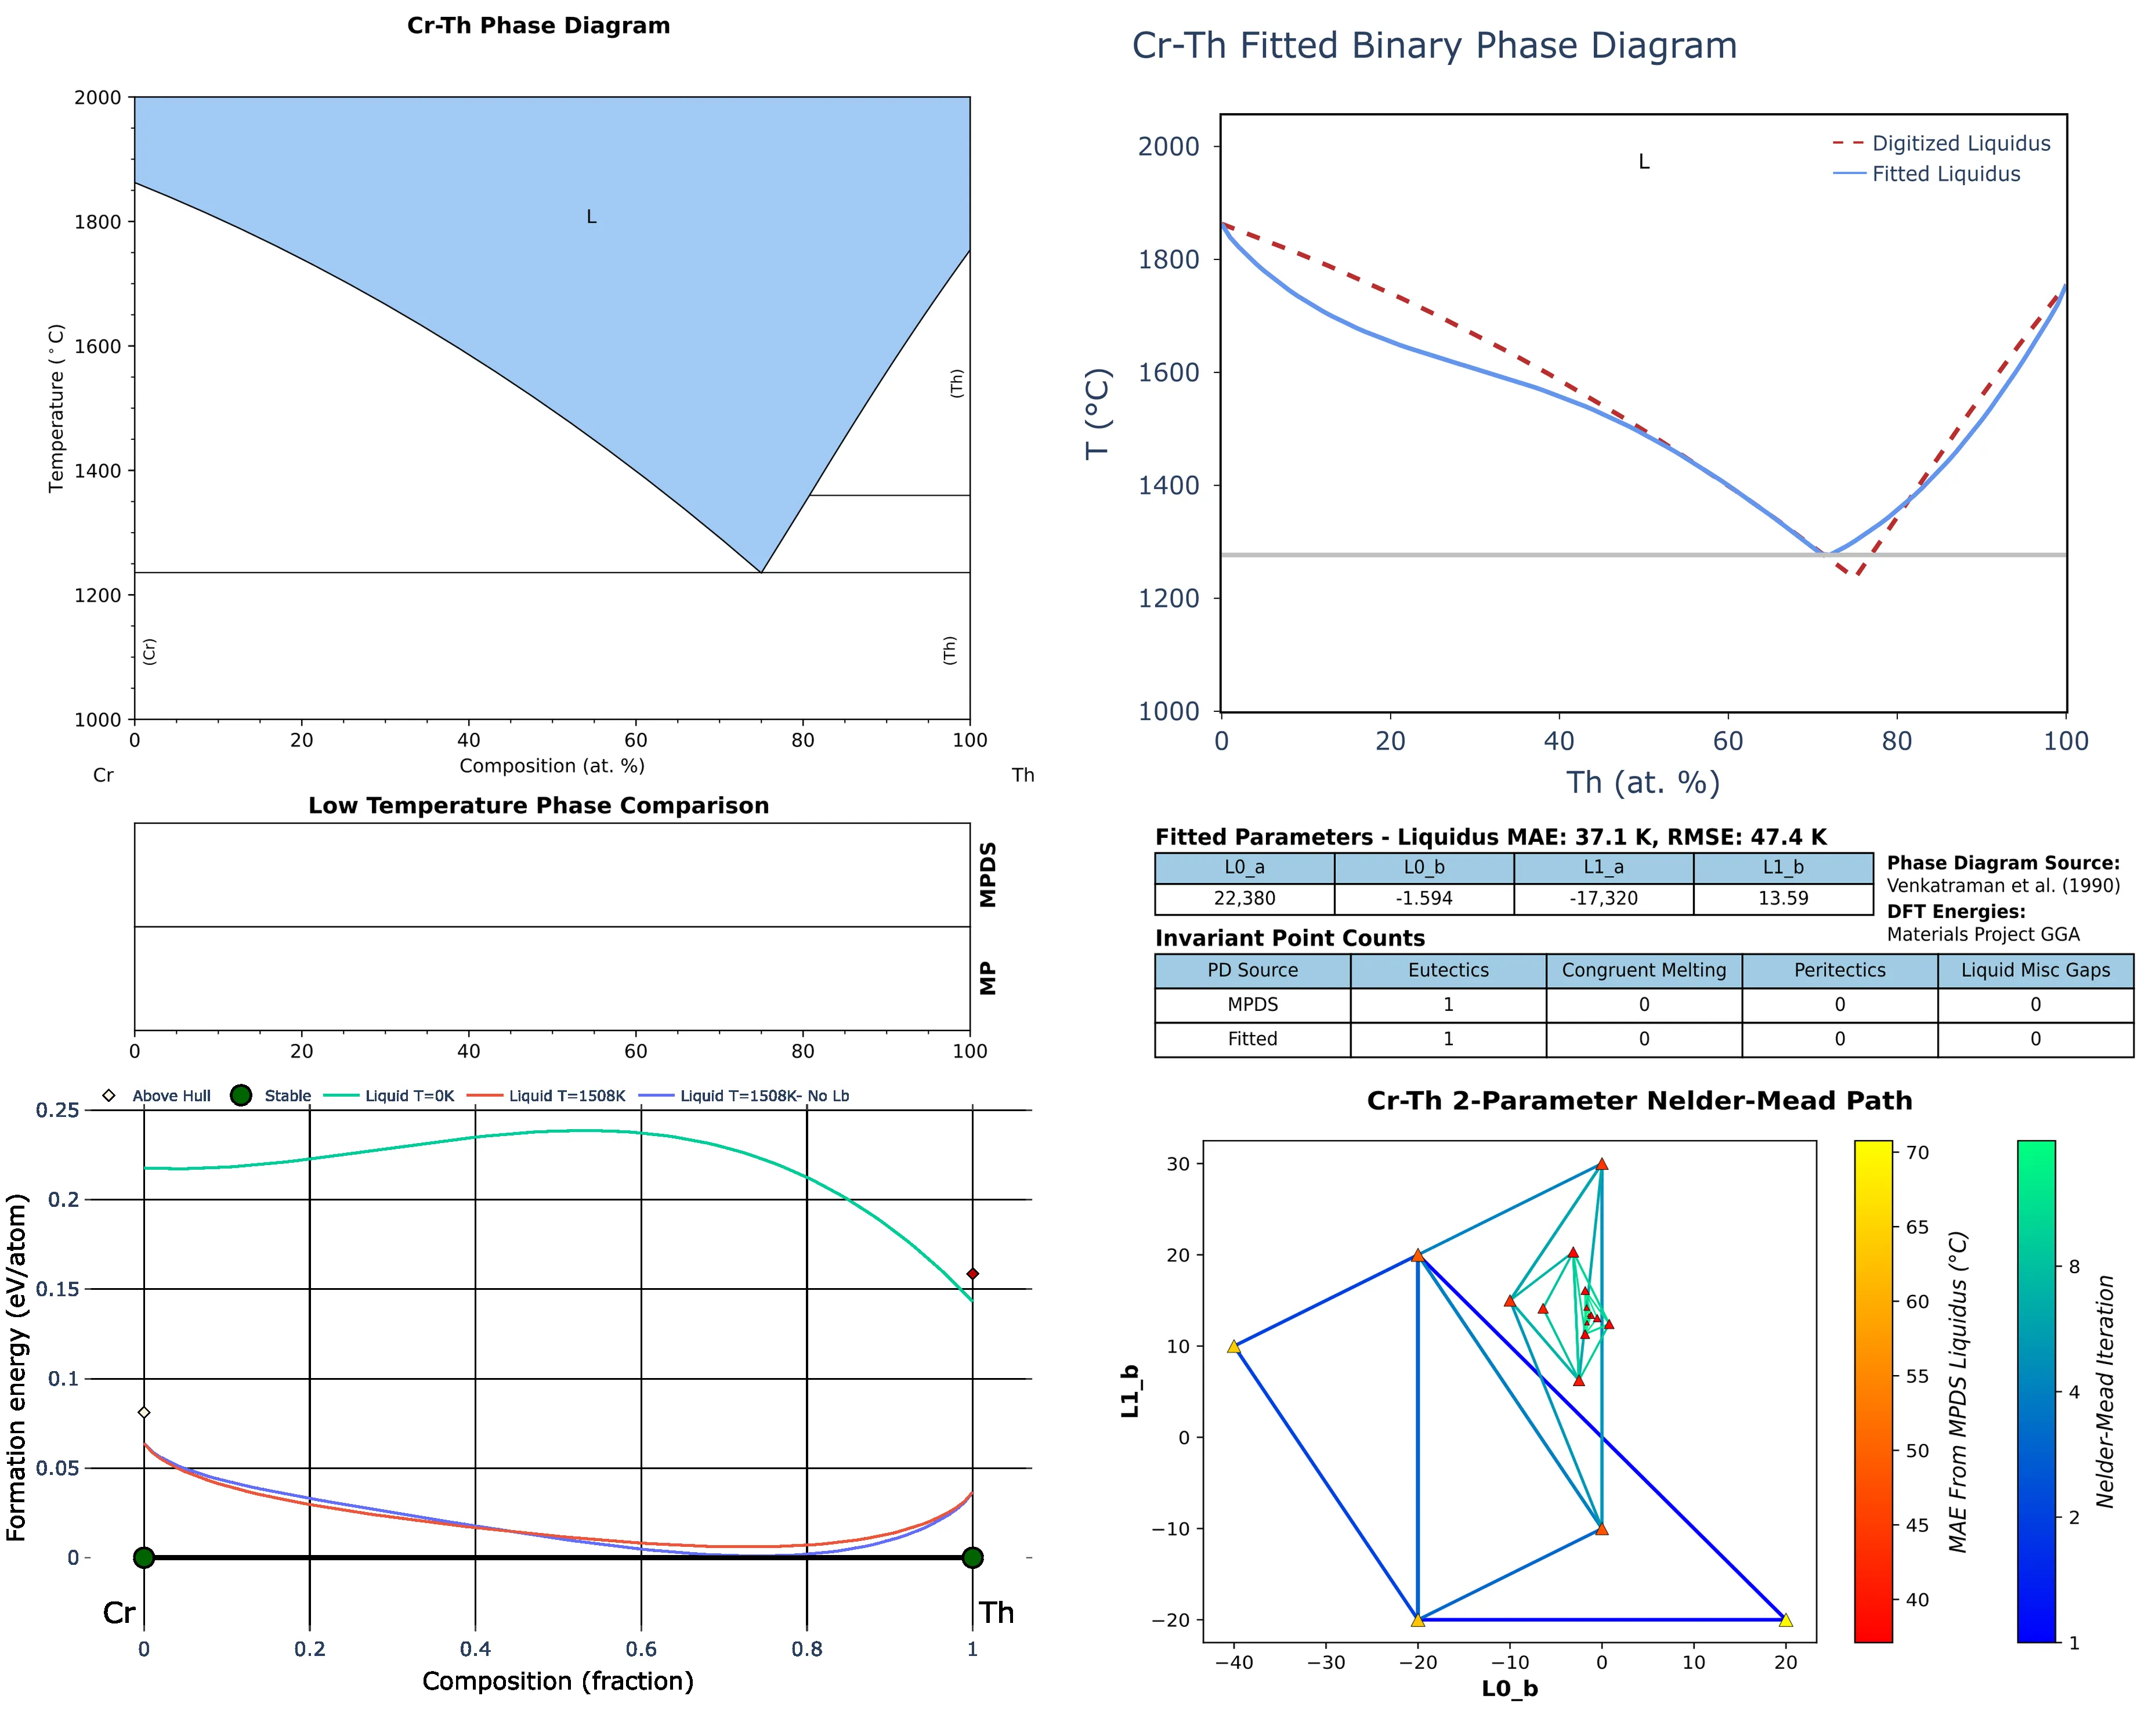 Cr-Th Phase Diagram
2000
1800
1600
1400
1200
1000
Temperature (°C)
L
(Th)
(Cr)
(Th)
0 20 40 60 80 100
Composition (at. %)
Cr Th
Low Temperature Phase Comparison
MPDS
MP
0 20 40 60 80 100
Cr-Th Fitted Binary Phase Diagram
2000
1800
1600
1400
1200
1000
T (°C)
L
Digitized Liquidus
Fitted Liquidus
0 20 40 60 80 100
Th (at. %)
Fitted Parameters - Liquidus MAE: 37.1 K, RMSE: 47.4 K
L0_a L0_b L1_a L1_b
22,380 -1.594 -17,320 13.59
Phase Diagram Source:
Venkatraman et al. (1990)
DFT Energies:
Materials Project GGA
Invariant Point Counts
PD Source Eutectics Congruent Melting Peritectics Liquid Misc Gaps
MPDS 1 0 0 0
Fitted 1 0 0 0
Above Hull Stable Liquid T=0K Liquid T=1508K Liquid T=1508K- No Lb
0.25
0.2
0.15
0.1
0.05
0
Formation energy (eV/atom)
Cr Th
0 0.2 0.4 0.6 0.8 1
Composition (fraction)
Cr-Th 2-Parameter Nelder-Mead Path
30
20
10
0
−10
−20
L1_b
−40 −30 −20 −10 0 10 20
L0_b
70
65
60
55
50
45
40
MAE From MPDS Liquidus (°C)
8
4
2
1
Nelder-Mead Iteration